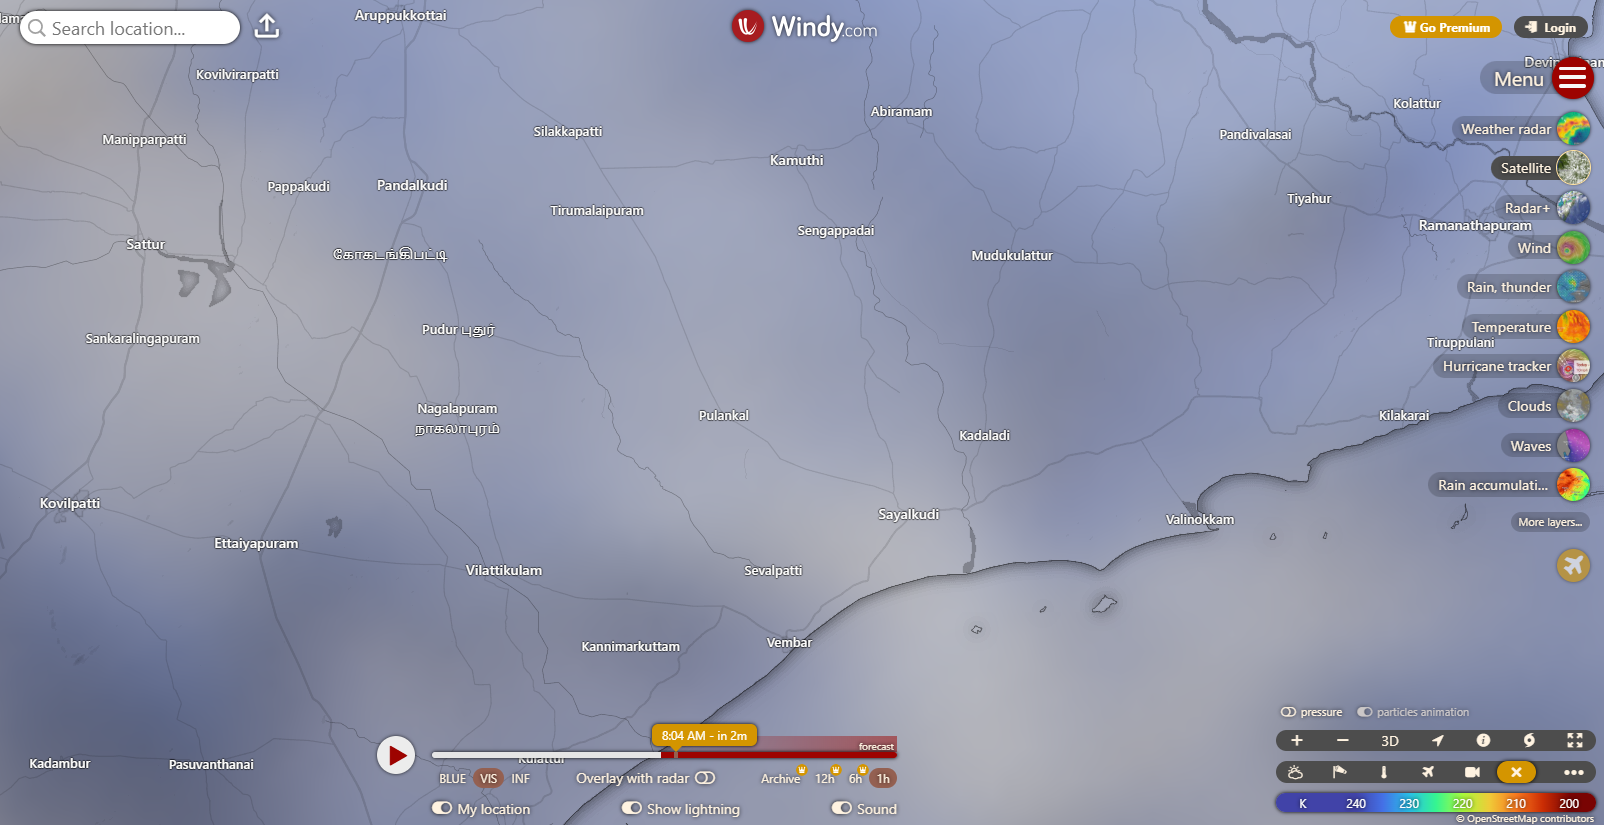 Aruppukkottai
Search location...
Windy.com
Go Premium
Login
Kovilvirarpatti
Menu
Abiramam
Kolattur
Manipparpatti
Silakkapatti
Pandivalasai
Weather radar
Kamuthi
Satellite
Pappakudi
Pandalkudi
Tirumalaipuram
Tiyahur
Radar+
Ramanathapuram
Sattur
Sengappadai
Wind
கோகடங்கிபட்டி
Mudukulattur
Rain, thunder
Pudur புதுர்
Temperature
Sankaralingapuram
Tiruppulani
Hurricane tracker
Nagalapuram
நாகலாபுரம்
Pulankal
Clouds
Kilakarai
Kadaladi
Waves
Rain accumulati...
Kovilpatti
Sayalkudi
Valinokkam
More layers...
Ettaiyapuram
Vilattikulam
Sevalpatti
Kannimarkuttam
Vembar
pressure
particles animation
8:04 AM - in 2m
forecast
3D
Kadambur
Pasuvanthanai
Kulattur
BLUE VIS INF
Overlay with radar
Archive 12h 6h 1h
My location
Show lightning
Sound
K 240 230 220 210 200
© OpenStreetMap contributors